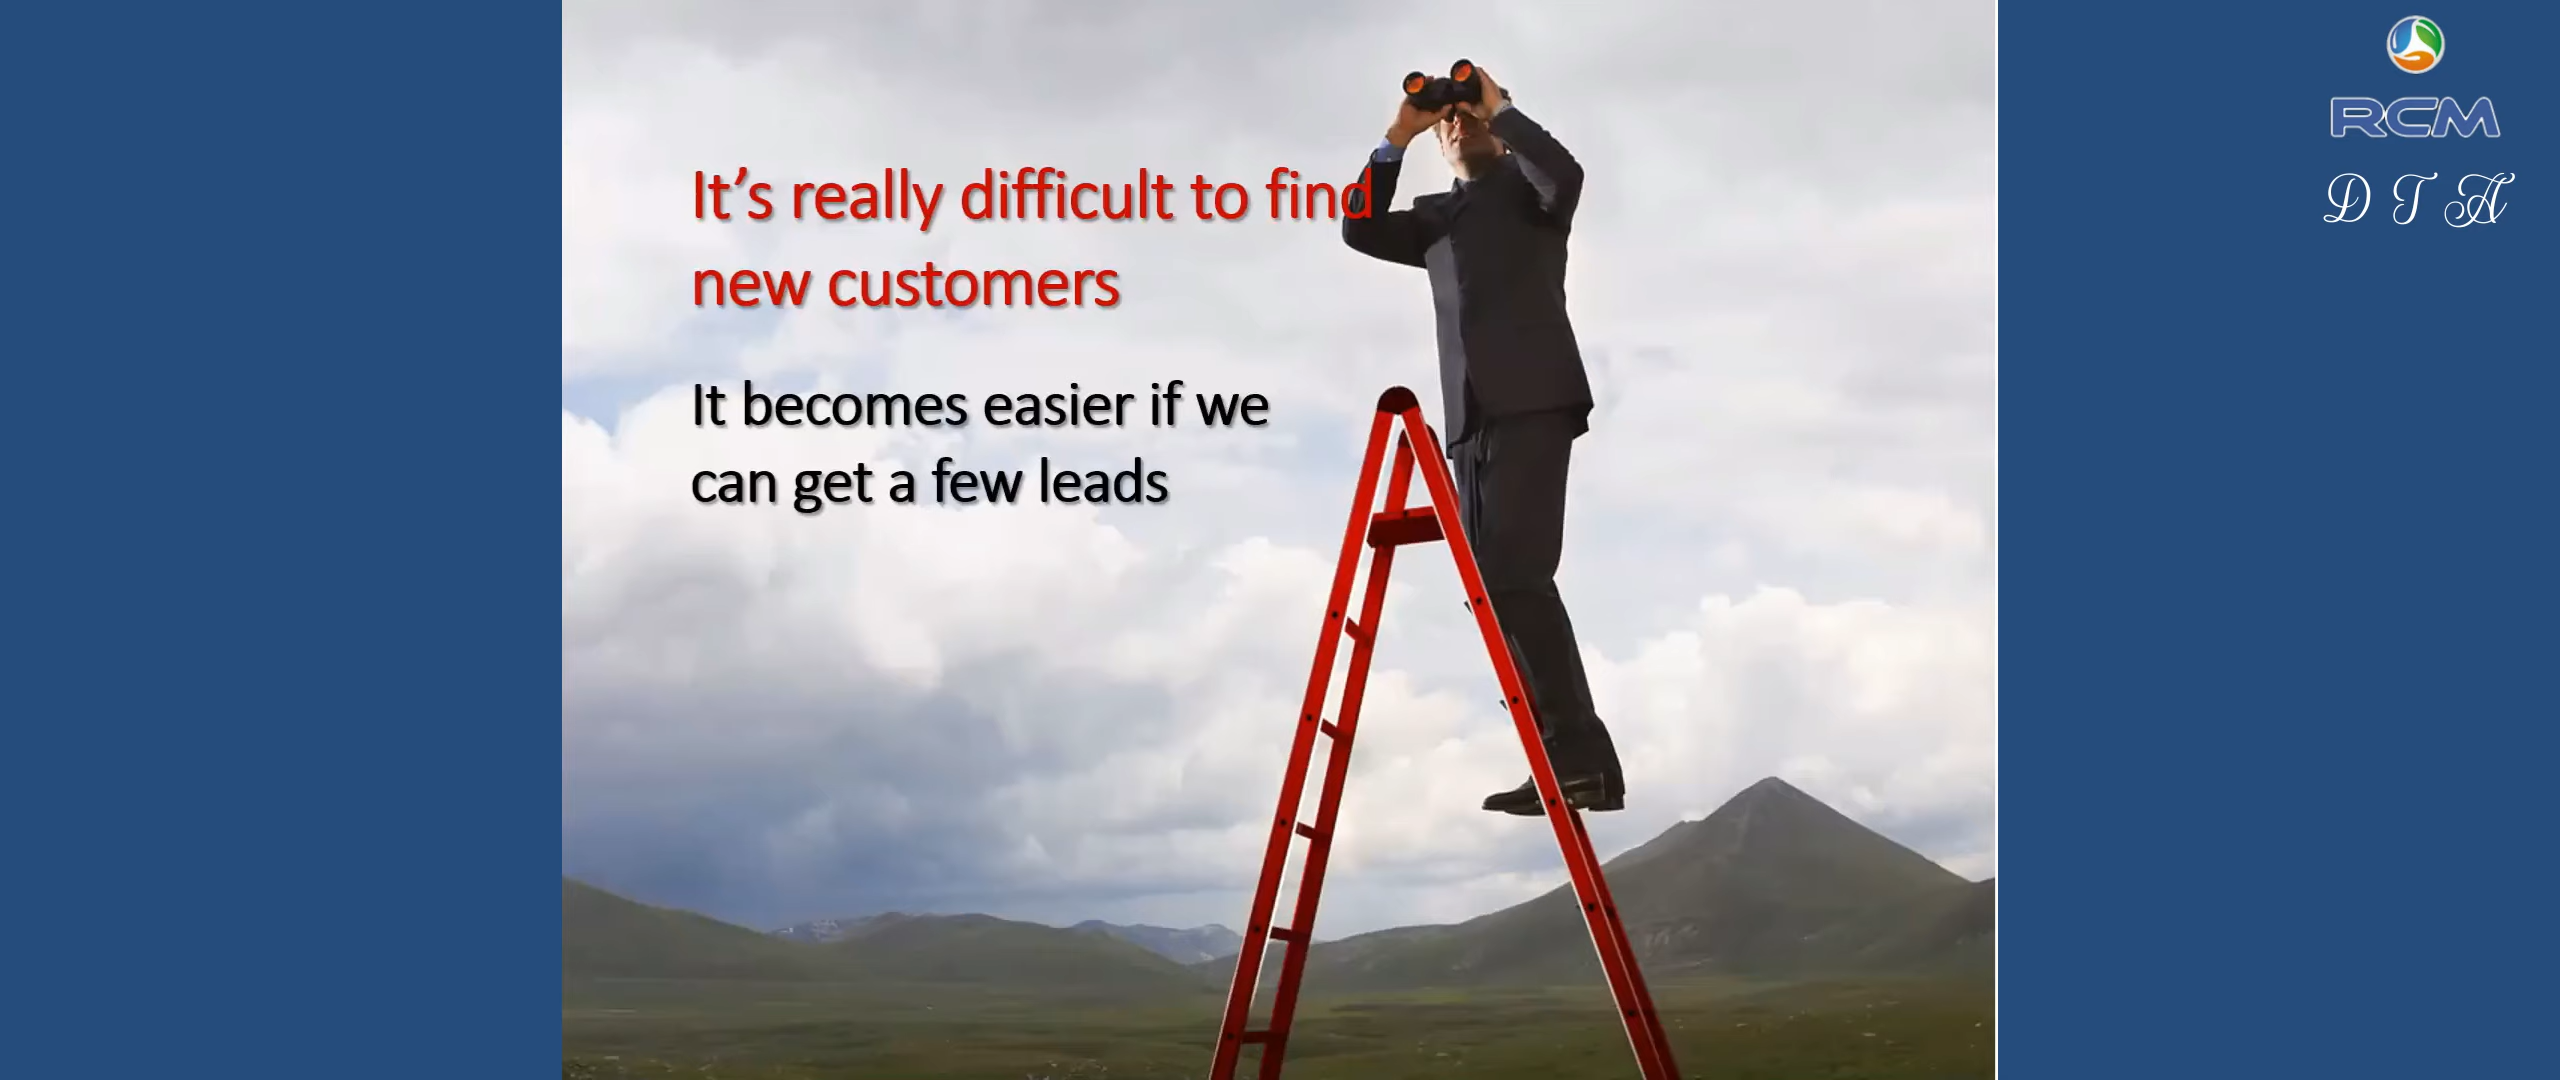 It’s really difficult to find
new customers
It becomes easier if we
can get a few leads
RCM
D T A